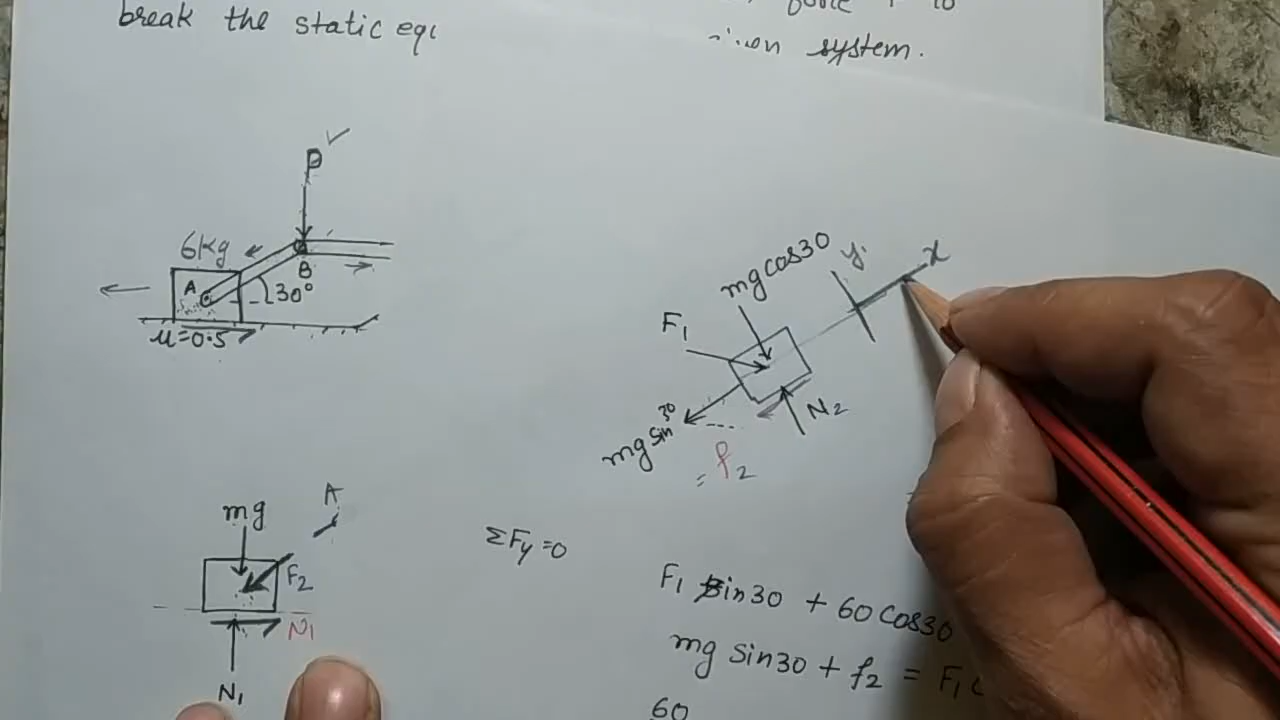 break the static equ
system.
P
6kg
A
B
30°
μ=0.5
mg cos30
y
x
F1
N2
mg sin30
= f2
mg
A
F2
N1
N1
ΣFy=0
F1 sin30 + 60 cos30
mg sin30 + f2 = F1 c
60